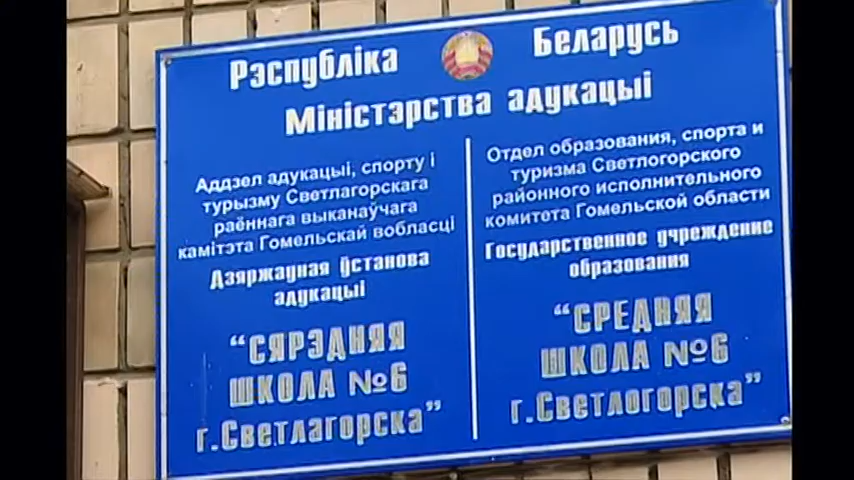 Рэспубліка Беларусь
Міністэрства адукацыі
Аддзел адукацыі, спорту і
турызму Светлагорскага
раённага выканаўчага
камітэта Гомельскай вобласці
Дзяржауная ўстанова
адукацыі
“СЯРЭДНЯЯ
ШКОЛА №6
г.Светлагорска”
Отдел образования, спорта и
туризма Светлогорского
районного исполнительного
комитета Гомельской области
Государственное учреждение
образования
“СРЕДНЯЯ
ШКОЛА №6
г.Светлогорска”